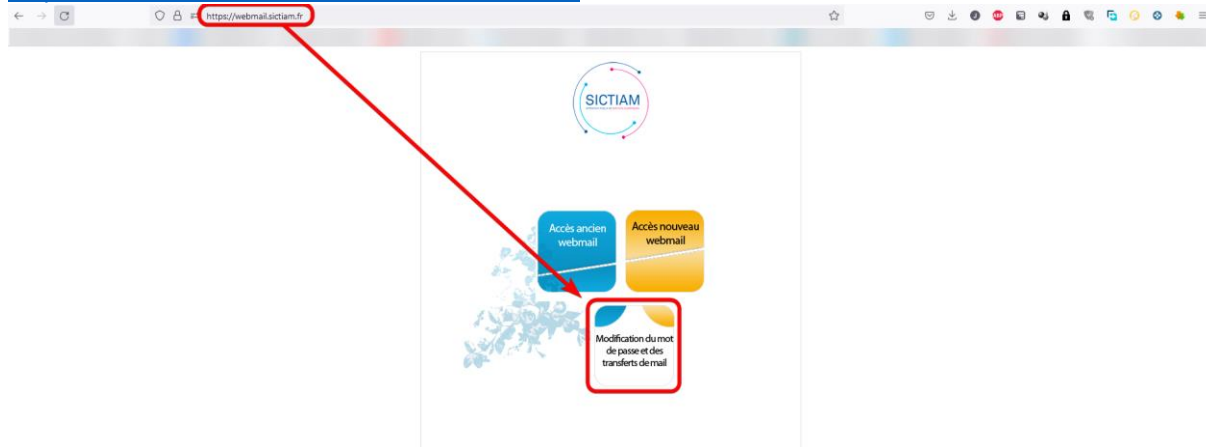 https://webmail.sictiam.fr
SICTIAM
Accès ancien
webmail
Accès nouveau
webmail
Modification du mot
de passe et des
transferts de mail